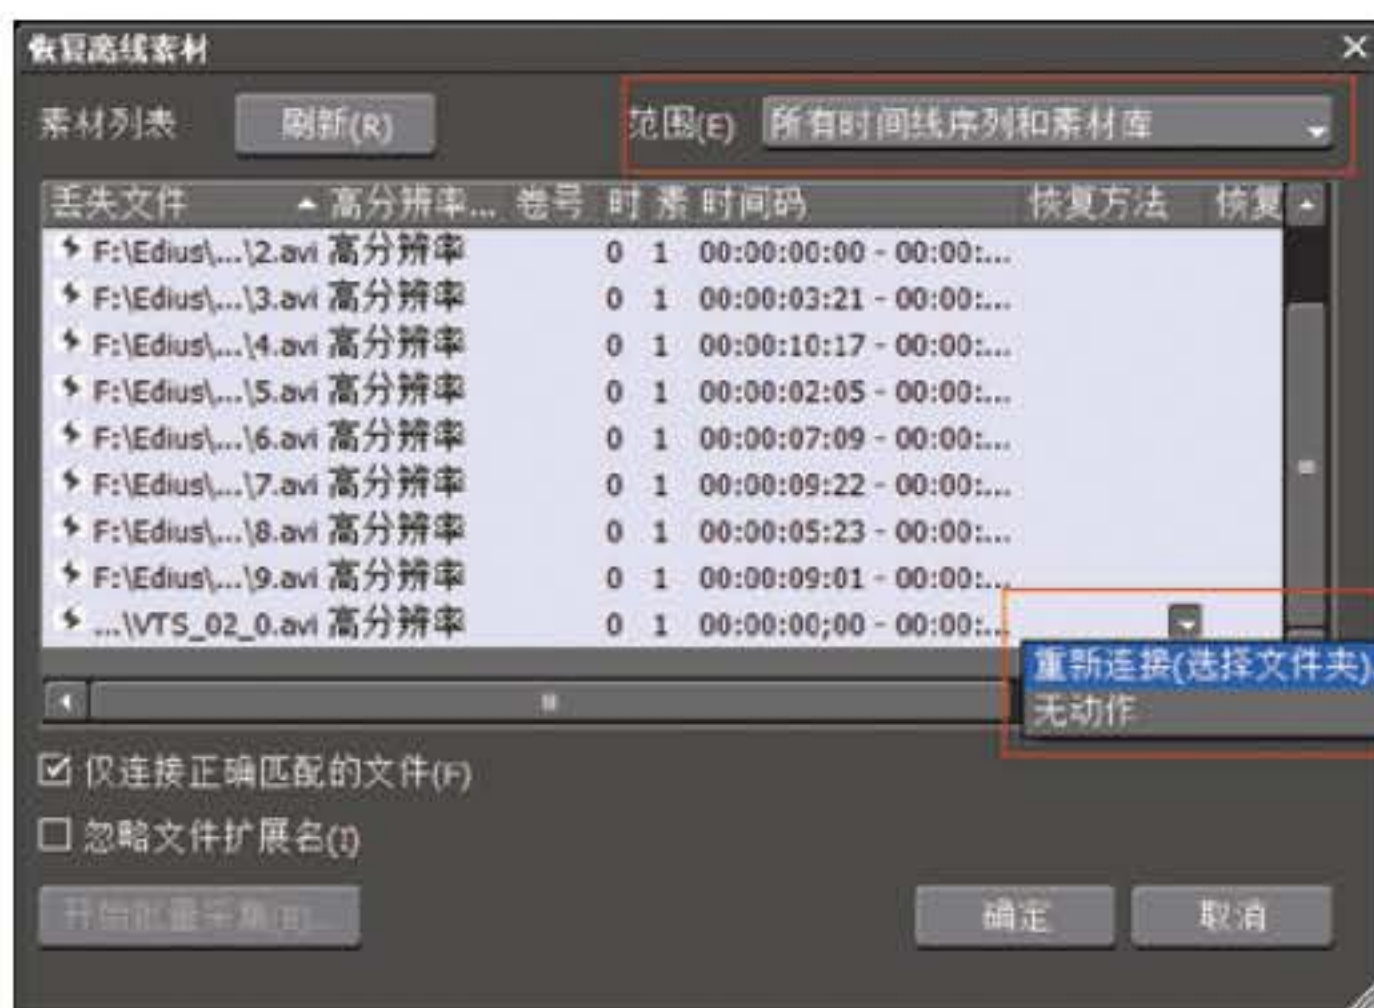 恢复离线素材
素材列表 刷新(R) 范围(E) 所有时间线序列和素材库
丢失文件 高分辨率... 卷号 时 素 时间码 恢复方法 恢复
F:\Edius\...\2.avi 高分辨率 0 1 00:00:00:00 - 00:00:...
F:\Edius\...\3.avi 高分辨率 0 1 00:00:03:21 - 00:00:...
F:\Edius\...\4.avi 高分辨率 0 1 00:00:10:17 - 00:00:...
F:\Edius\...\5.avi 高分辨率 0 1 00:00:02:05 - 00:00:...
F:\Edius\...\6.avi 高分辨率 0 1 00:00:07:09 - 00:00:...
F:\Edius\...\7.avi 高分辨率 0 1 00:00:09:22 - 00:00:...
F:\Edius\...\8.avi 高分辨率 0 1 00:00:05:23 - 00:00:...
F:\Edius\...\9.avi 高分辨率 0 1 00:00:09:01 - 00:00:...
...\VTS_02_0.avi 高分辨率 0 1 00:00:00;00 - 00:00:...
重新连接(选择文件夹)
无动作
仅连接正确匹配的文件(F)
忽略文件扩展名(I)
开始批量采集(B)...
确定 取消